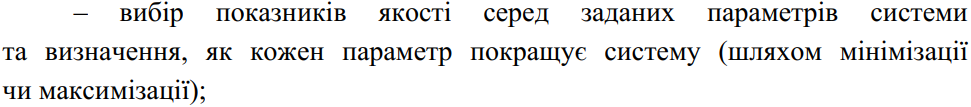 – вибір показників якості серед заданих параметрів системи
та визначення, як кожен параметр покращує систему (шляхом мінімізації
чи максимізації);